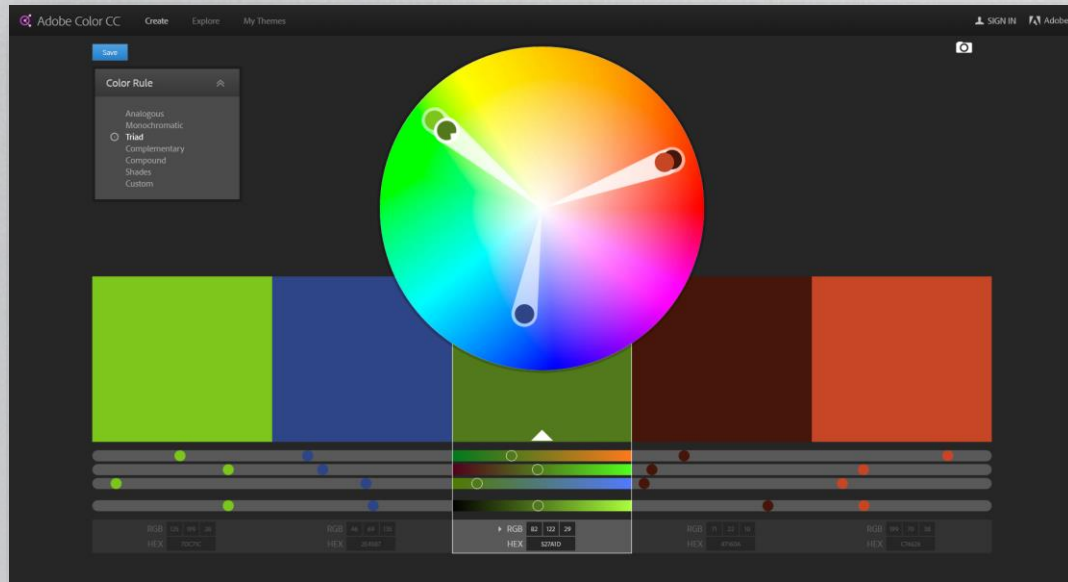 Adobe Color CC Create Explore My Themes SIGN IN Adobe
Save
Color Rule
Analogous
Monochromatic
Triad
Complementary
Compound
Shades
Custom
RGB RGB RGB 82 122 29 RGB RGB
HEX HEX HEX 527A1D HEX HEX